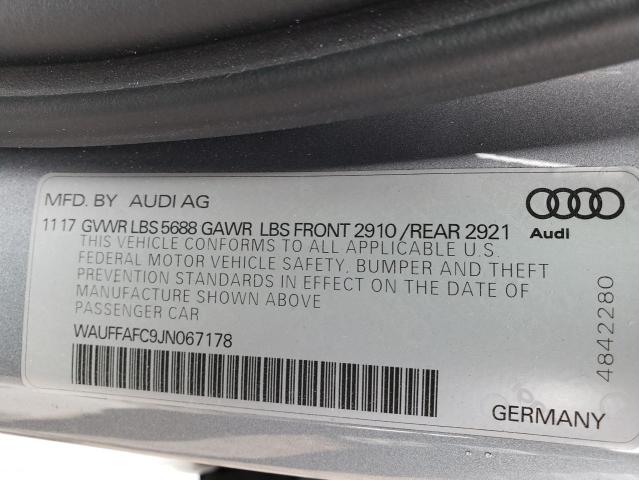 MFD. BY AUDI AG
11 17 GVWR LBS 5688 GAWR LBS FRONT 2910 / REAR 2921
THIS VEHICLE CONFORMS TO ALL APPLICABLE U.S.
FEDERAL MOTOR VEHICLE SAFETY, BUMPER AND THEFT
PREVENTION STANDARDS IN EFFECT ON THE DATE OF
MANUFACTURE SHOWN ABOVE
PASSENGER CAR
WAUFFAFC9JN067178
Audi
4842280
GERMANY